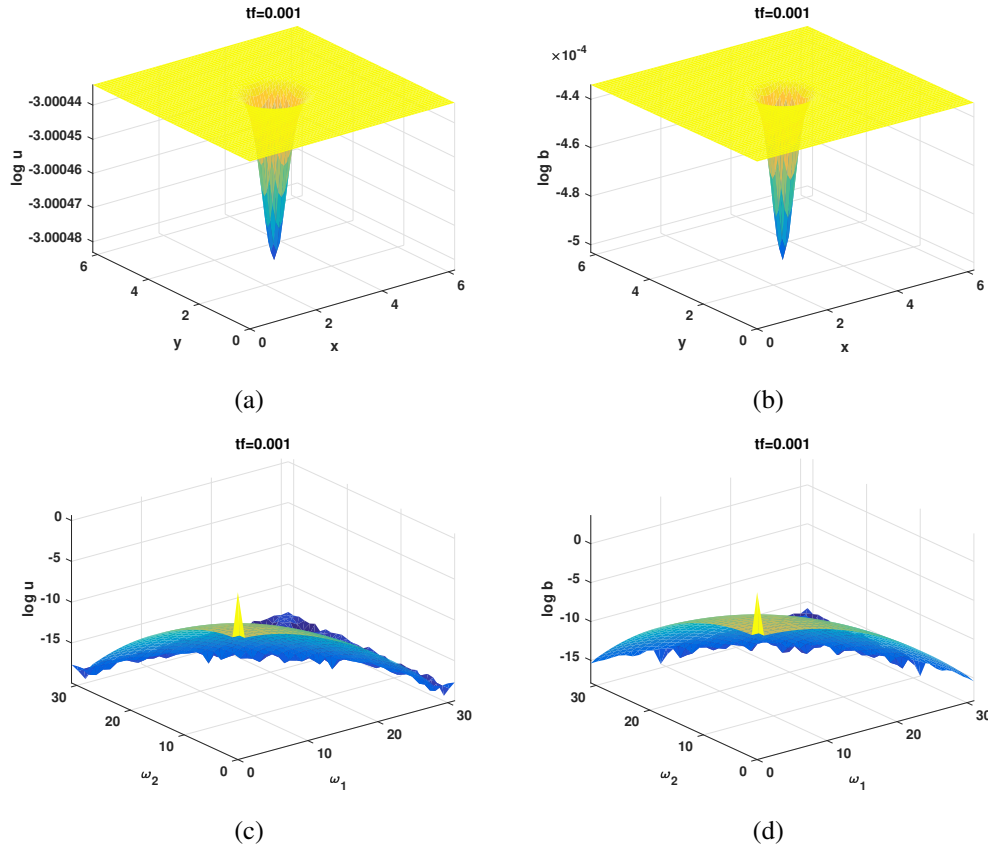 tf=0.001
tf=0.001
×10⁻⁴
-3.00044
-3.00045
-3.00046
-3.00047
-3.00048
log u
6
4
2
0
y
0
2
4
6
x
-4.4
-4.6
-4.8
-5
log b
6
4
2
0
y
0
2
4
6
x
(a)
(b)
tf=0.001
tf=0.001
0
-5
-10
-15
log u
30
20
10
0
ω₂
0
10
20
30
ω₁
0
-5
-10
-15
log b
30
20
10
0
ω₂
0
10
20
30
ω₁
(c)
(d)